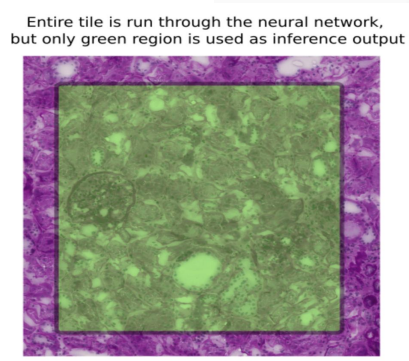 Entire tile is run through the neural network,
but only green region is used as inference output